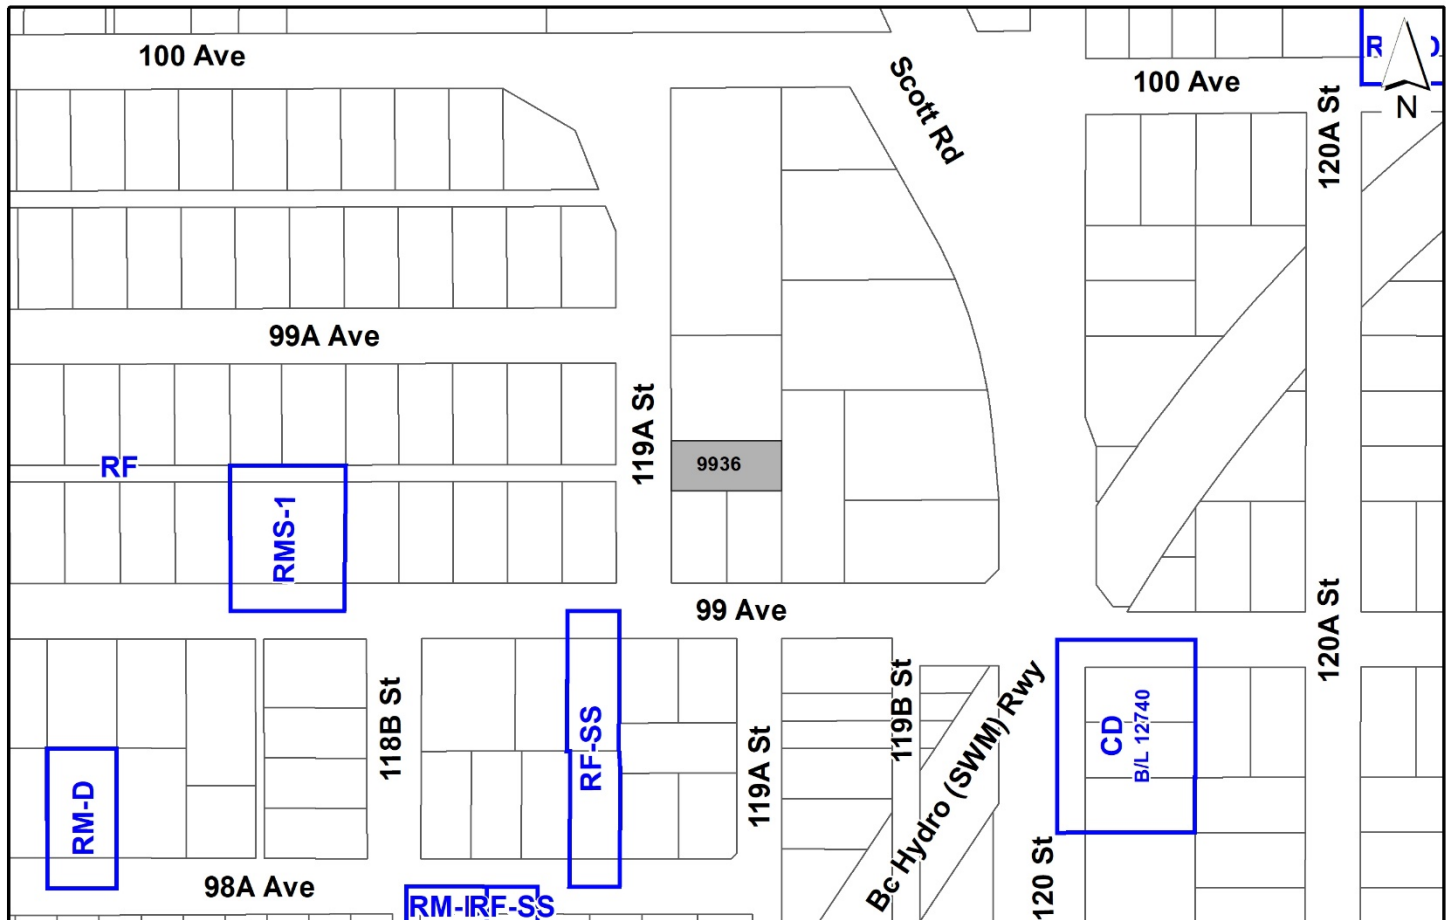 100 Ave
Scott Rd
100 Ave
120A St
N
99A Ave
119A St
9936
RF
RMS-1
99 Ave
120A St
118B St
RF-SS
119A St
119B St
Bc Hydro (SWM) Rwy
CD
B/L 12740
RM-D
98A Ave
120 St
RF-SS